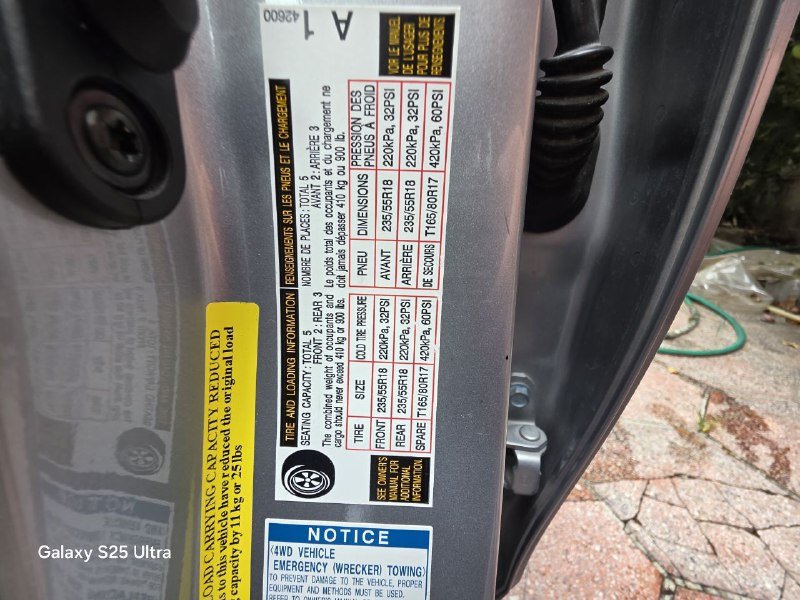 42600
A 1
TIRE AND LOADING INFORMATION
RENSEIGNEMENTS SUR LES PNEUS ET LE CHARGEMENT
SEATING CAPACITY: TOTAL 5
FRONT 2: REAR 3
The combined weight of occupants and
cargo should never exceed 410 kg or 900 lbs.
NOMBRE DE PLACES: TOTAL 5
AVANT 2: ARRIÈRE 3
Le poids total des occupants et du chargement ne
doit jamais dépasser 410 kg ou 900 lb.
TIRE SIZE COLD TIRE PRESSURE
FRONT 235/55R18 220kPa, 32PSI
REAR 235/55R18 220kPa, 32PSI
SPARE T165/80R17 420kPa, 60PSI
PNEU DIMENSIONS PRESSION DES PNEUS À FROID
AVANT 235/55R18 220kPa, 32PSI
ARRIÈRE 235/55R18 220kPa, 32PSI
DE SECOURS T165/80R17 420kPa, 60PSI
SEE OWNER'S
MANUAL FOR
ADDITIONAL
INFORMATION
VOIR LE MANUEL
DE L'USAGER
POUR PLUS DE
RENSEIGNEMENTS
LOAD CARRYING CAPACITY REDUCED
to this vehicle have reduced the original load
capacity by 11 kg or 25 lbs
NOTICE
(4WD VEHICLE
EMERGENCY (WRECKER) TOWING)
TO PREVENT DAMAGE TO THE VEHICLE, PROPER
EQUIPMENT AND METHODS MUST BE USED.
REFER TO OWNER'S MANUAL
Galaxy S25 Ultra